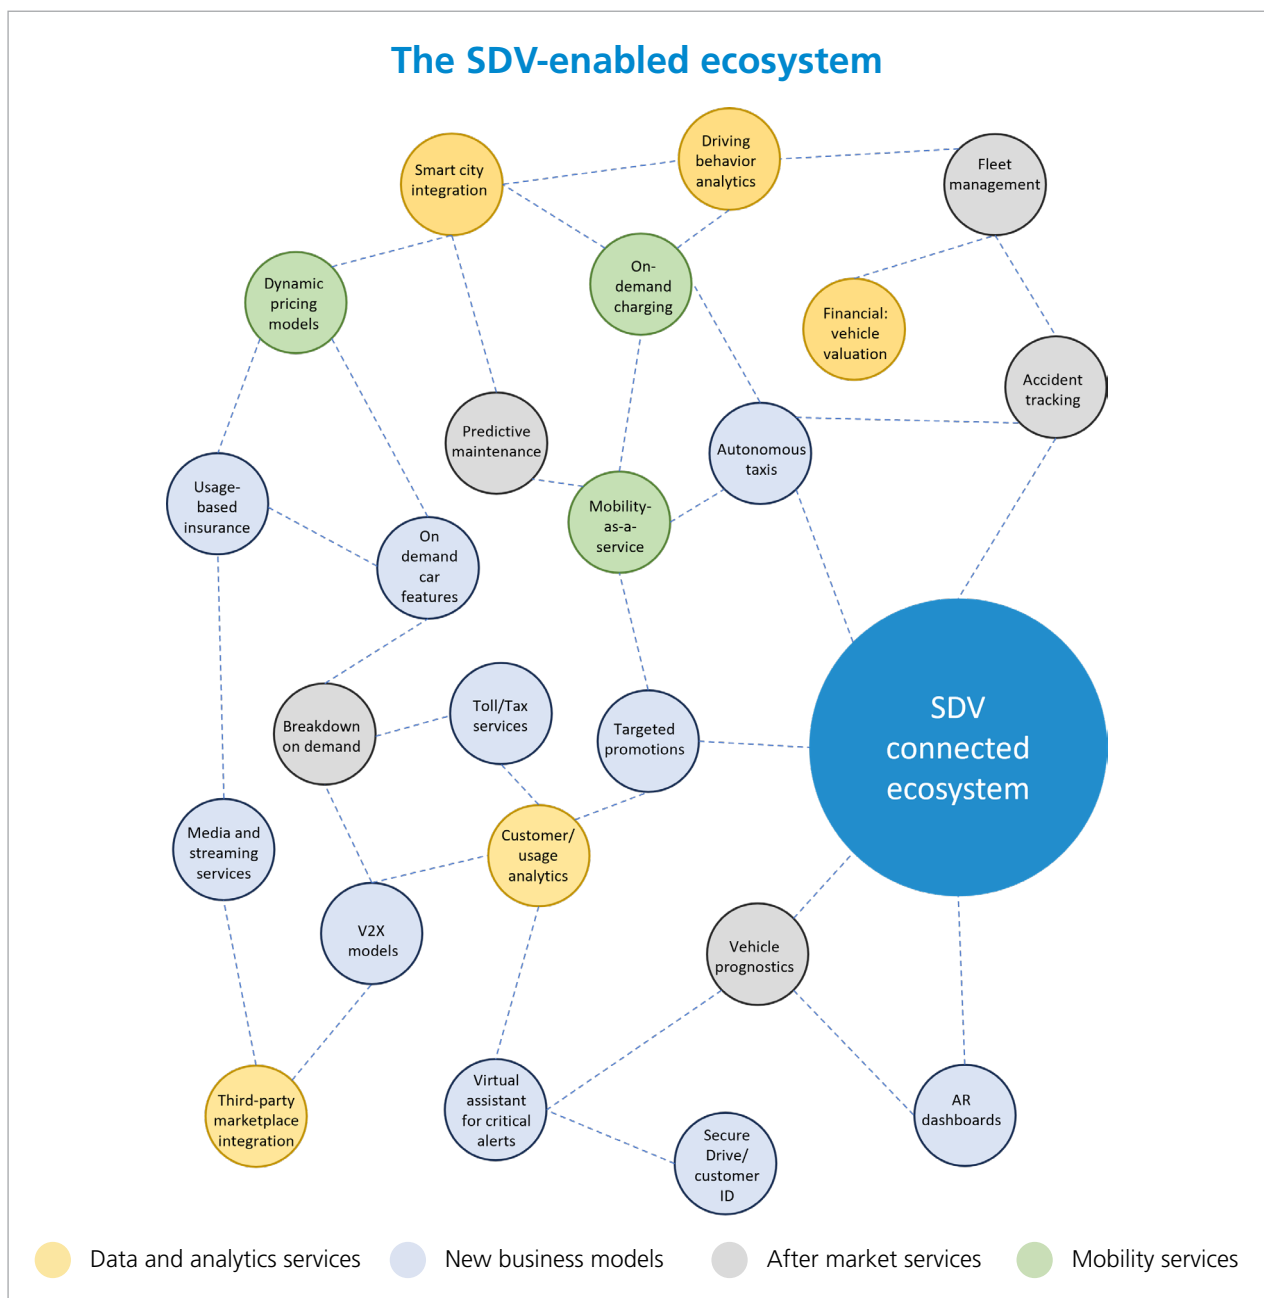 The SDV-enabled ecosystem
Driving
behavior
analytics
Smart city
integration
Fleet
management
On-
demand
charging
Dynamic
pricing
models
Financial:
vehicle
valuation
Accident
tracking
Predictive
maintenance
Autonomous
taxis
Usage-
based
insurance
Mobility-
as-a-
service
On
demand
car
features
Toll/Tax
services
Breakdown
on demand
Targeted
promotions
SDV
connected
ecosystem
Media and
streaming
services
Customer/
usage
analytics
V2X
models
Vehicle
prognostics
Third-party
marketplace
integration
Virtual
assistant
for critical
alerts
AR
dashboards
Secure
Drive/
customer
ID
Data and analytics services
New business models
After market services
Mobility services